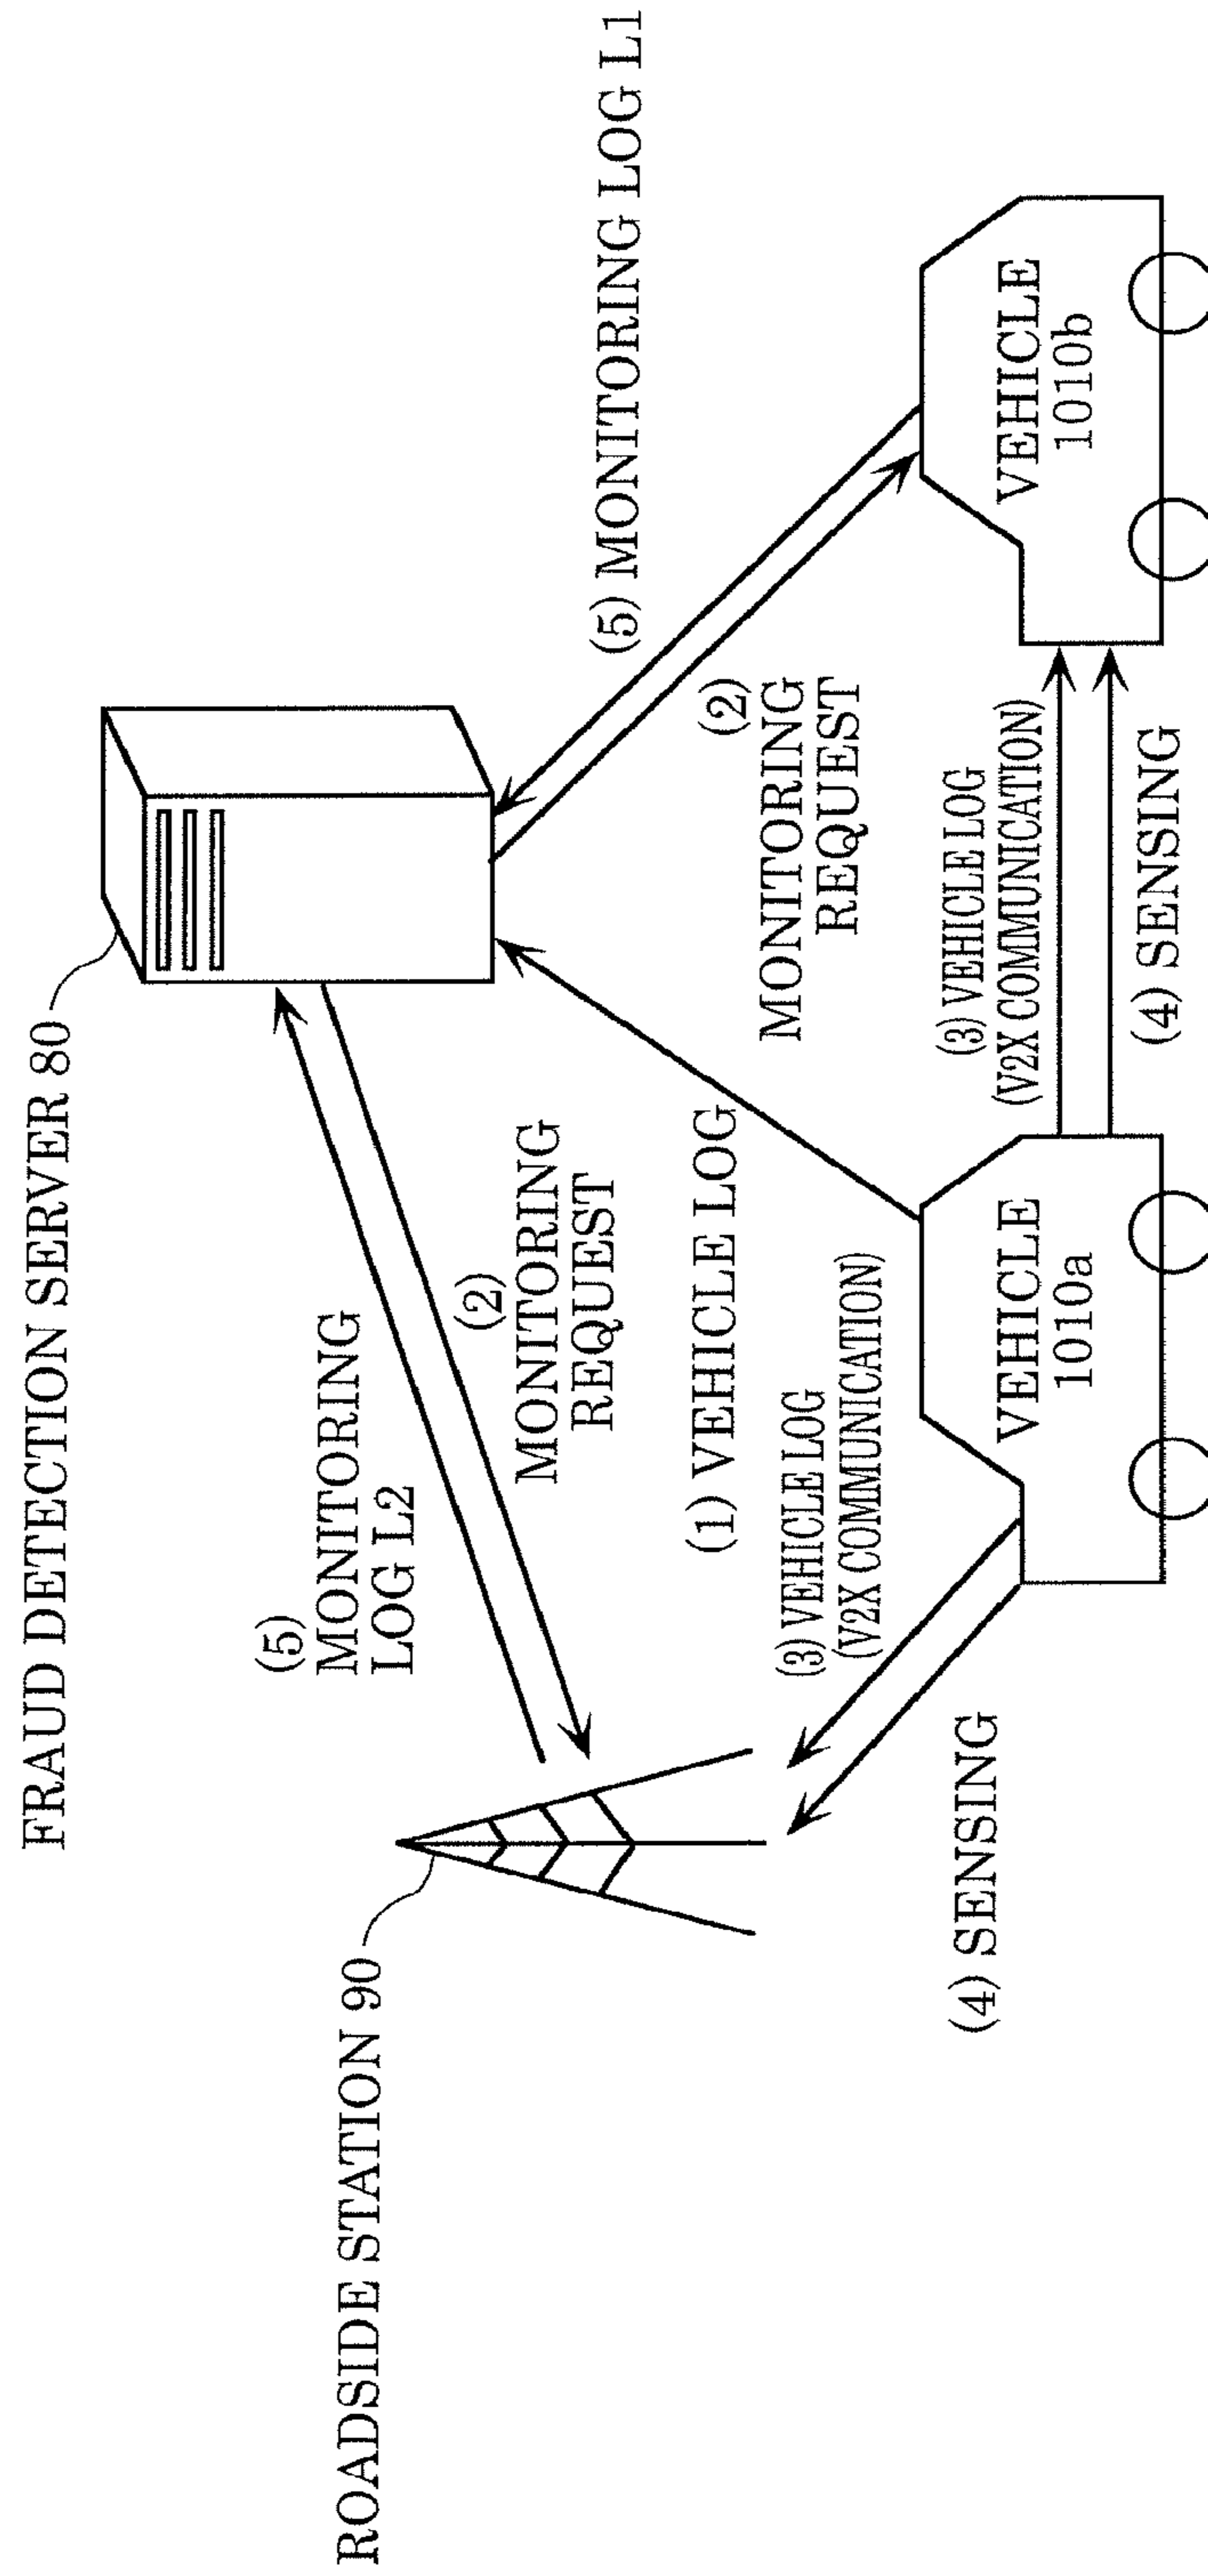 FRAUD DETECTION SERVER 80
ROADSIDE STATION 90
(5)
MONITORING
LOG L2
(2)
MONITORING
REQUEST
(5) MONITORING LOG L1
(1) VEHICLE LOG
(2)
MONITORING
REQUEST
(3) VEHICLE LOG
(V2X COMMUNICATION)
(3) VEHICLE LOG
(V2X COMMUNICATION)
(4) SENSING
VEHICLE
1010a
(4) SENSING
VEHICLE
1010b